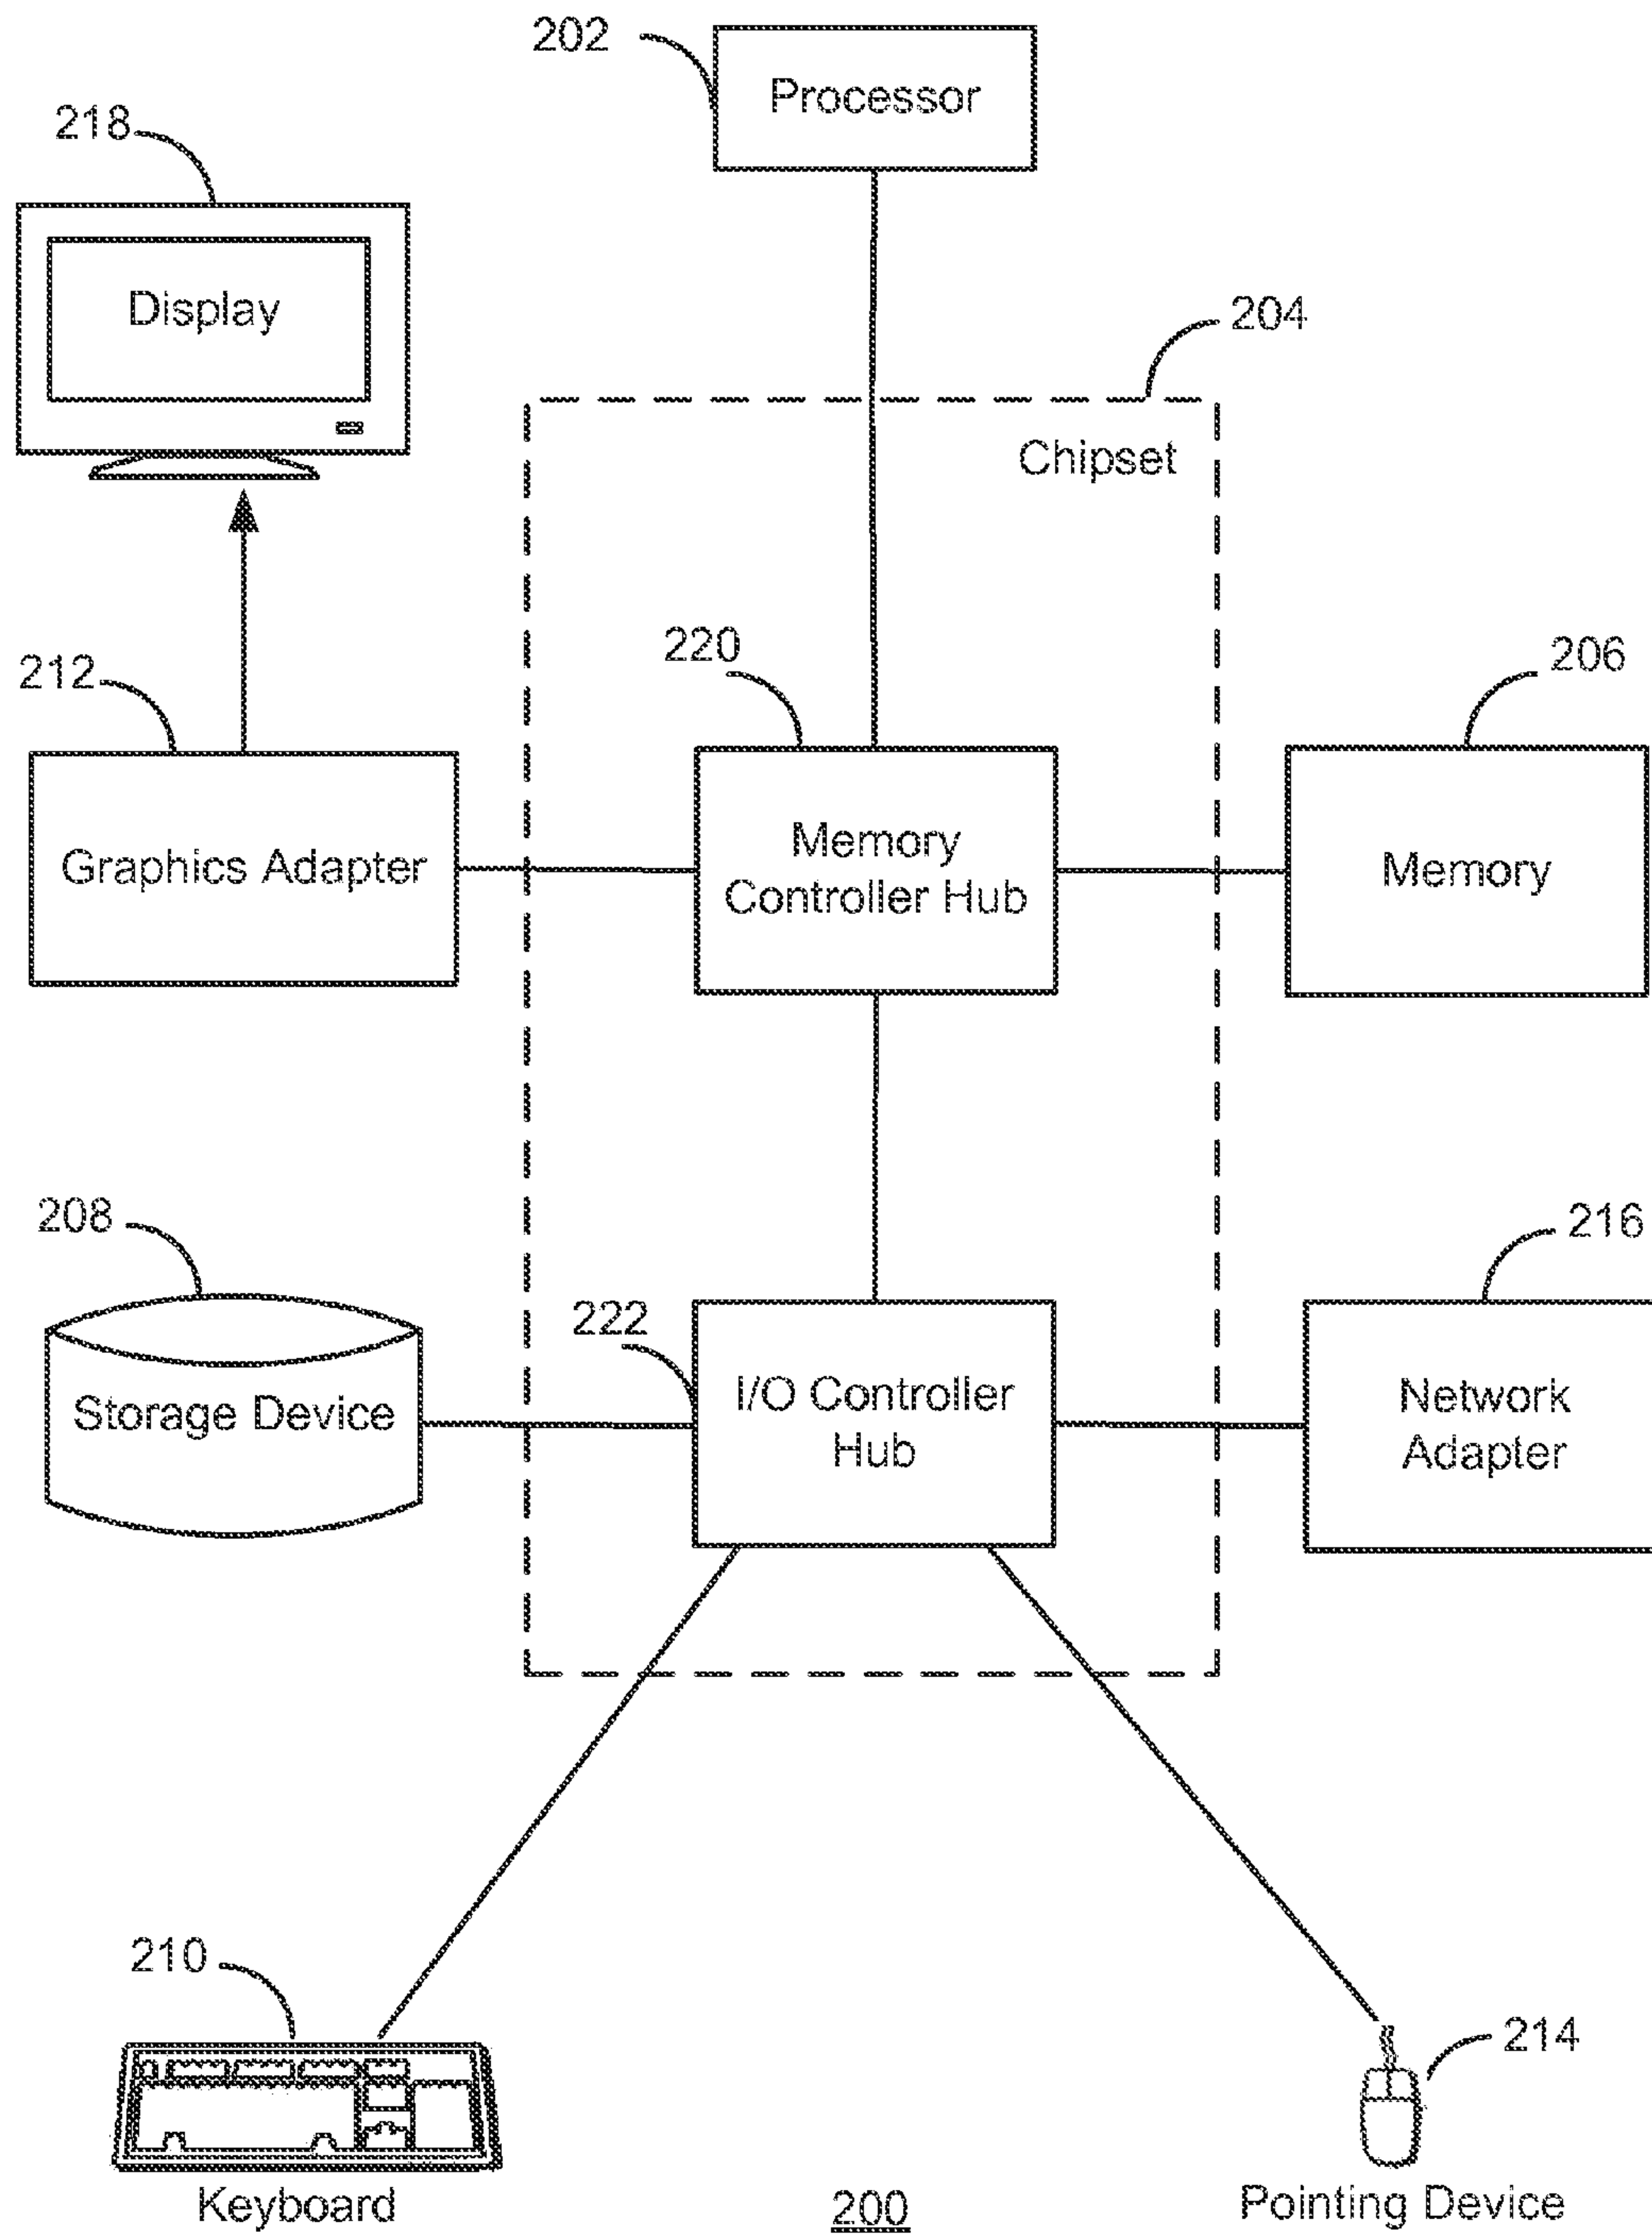 202
Processor
218
Display
204
Chipset
220
206
212
Memory
Controller Hub
Graphics Adapter
Memory
208
216
222
I/O Controller
Hub
Storage Device
Network
Adapter
210
214
Keyboard
200
Pointing Device